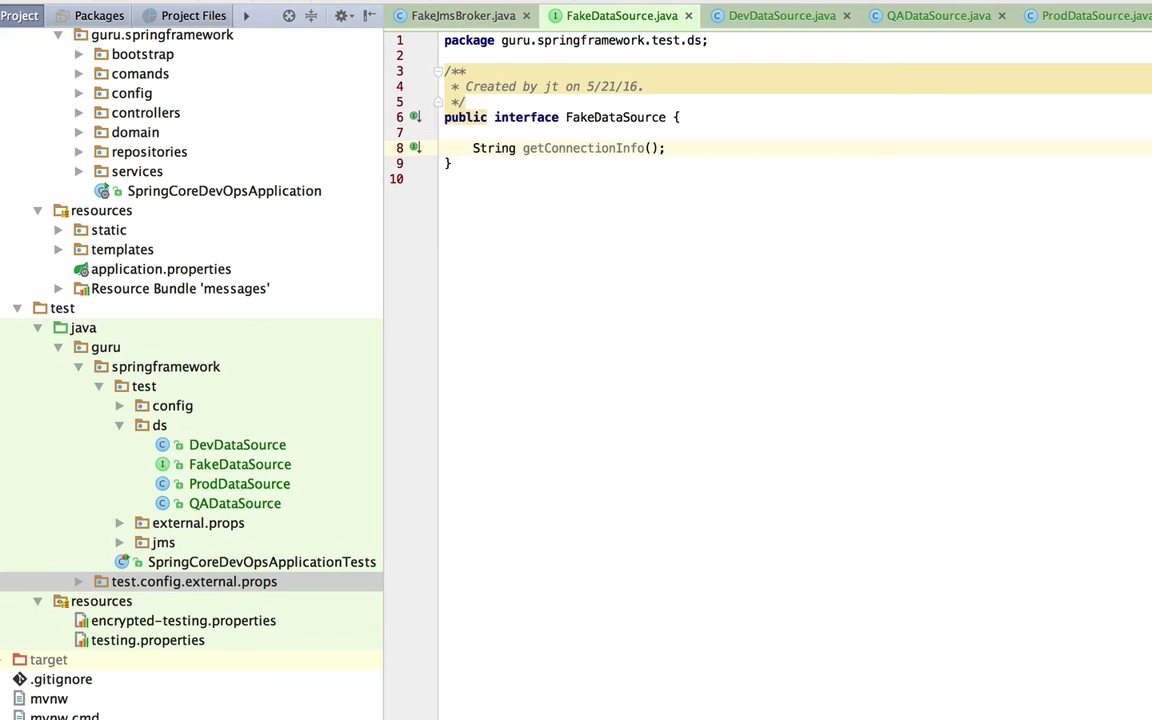 Project
Packages
Project Files
FakeJmsBroker.java
FakeDataSource.java
DevDataSource.java
QADataSource.java
ProdDataSource.java
guru.springframework
bootstrap
comands
config
controllers
domain
repositories
services
SpringCoreDevOpsApplication
resources
static
templates
application.properties
Resource Bundle 'messages'
test
java
guru
springframework
test
config
ds
DevDataSource
FakeDataSource
ProdDataSource
QADataSource
external.props
jms
SpringCoreDevOpsApplicationTests
test.config.external.props
resources
encrypted-testing.properties
testing.properties
target
.gitignore
mvnw
mvnw.cmd
1 package guru.springframework.test.ds;
2
3 /**
4 * Created by jt on 5/21/16.
5 */
6 public interface FakeDataSource {
7
8 String getConnectionInfo();
9 }
10